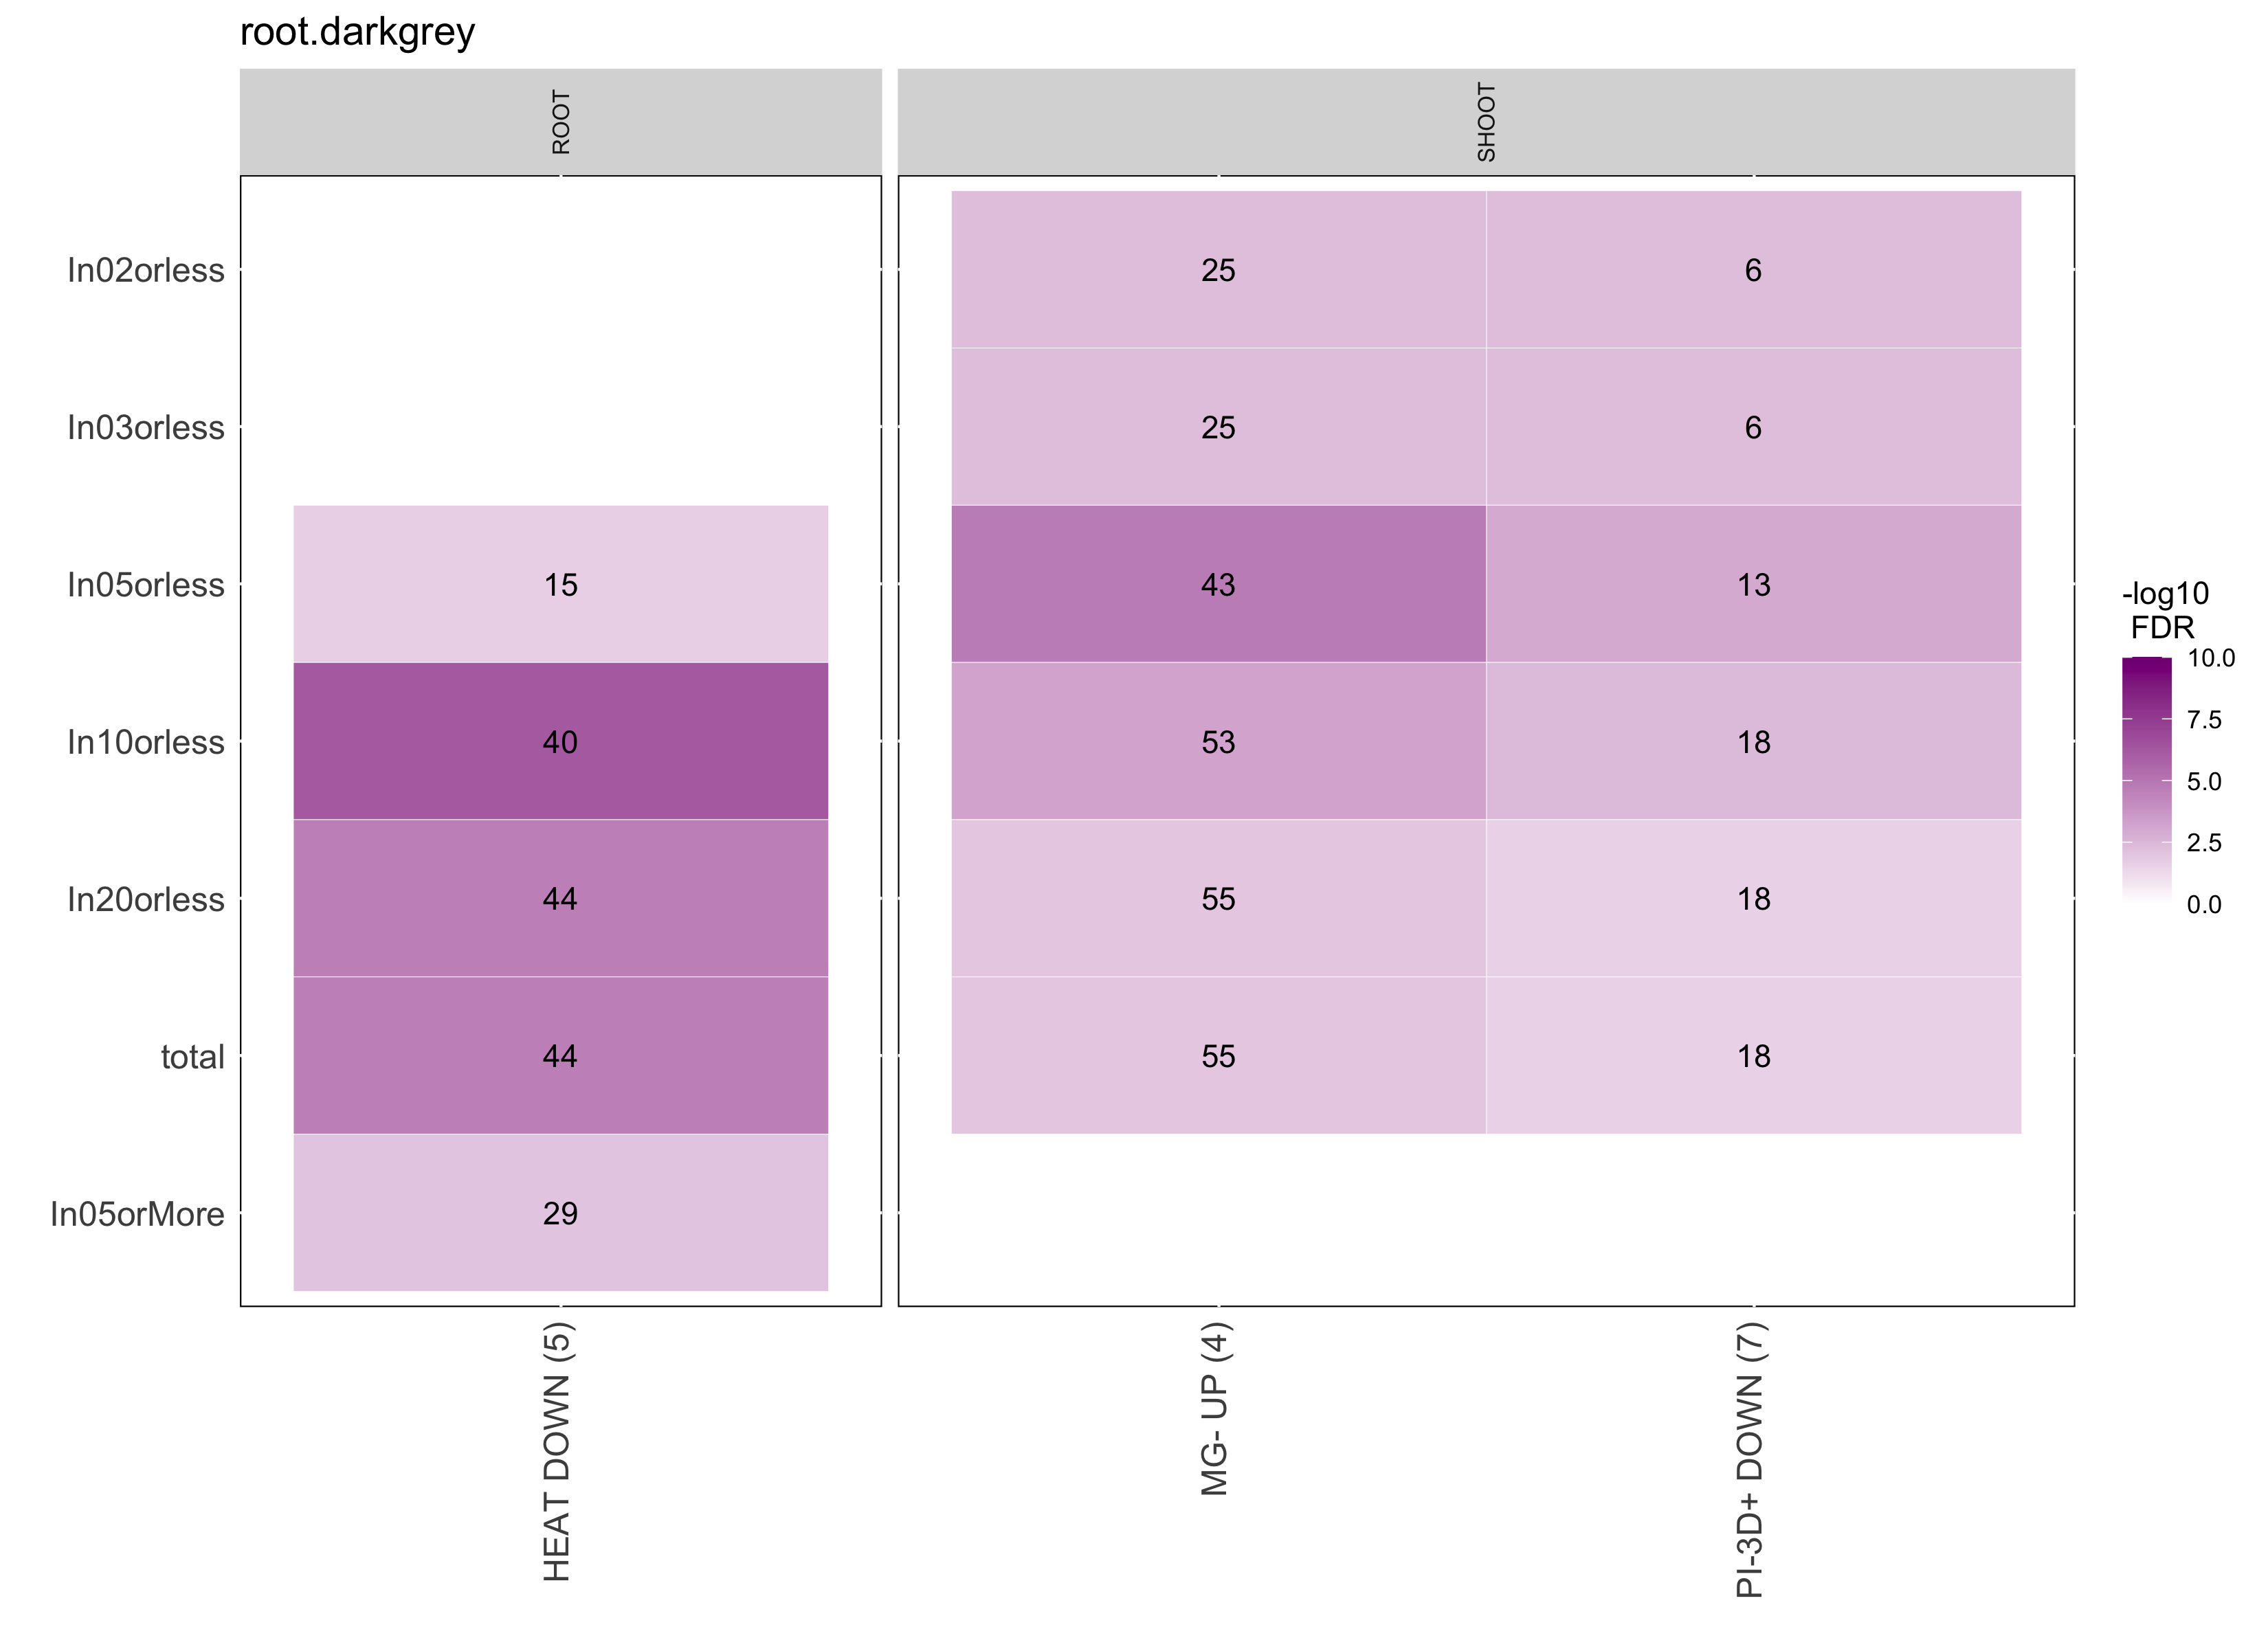 root.darkgrey
ROOT
SHOOT
In02orless
25
6
In03orless
25
6
In05orless
15
43
13
In10orless
40
53
18
In20orless
44
55
18
total
44
55
18
In05orMore
29
HEAT DOWN (5)
MG- UP (4)
PI-3D+ DOWN (7)
-log10
FDR
10.0
7.5
5.0
2.5
0.0